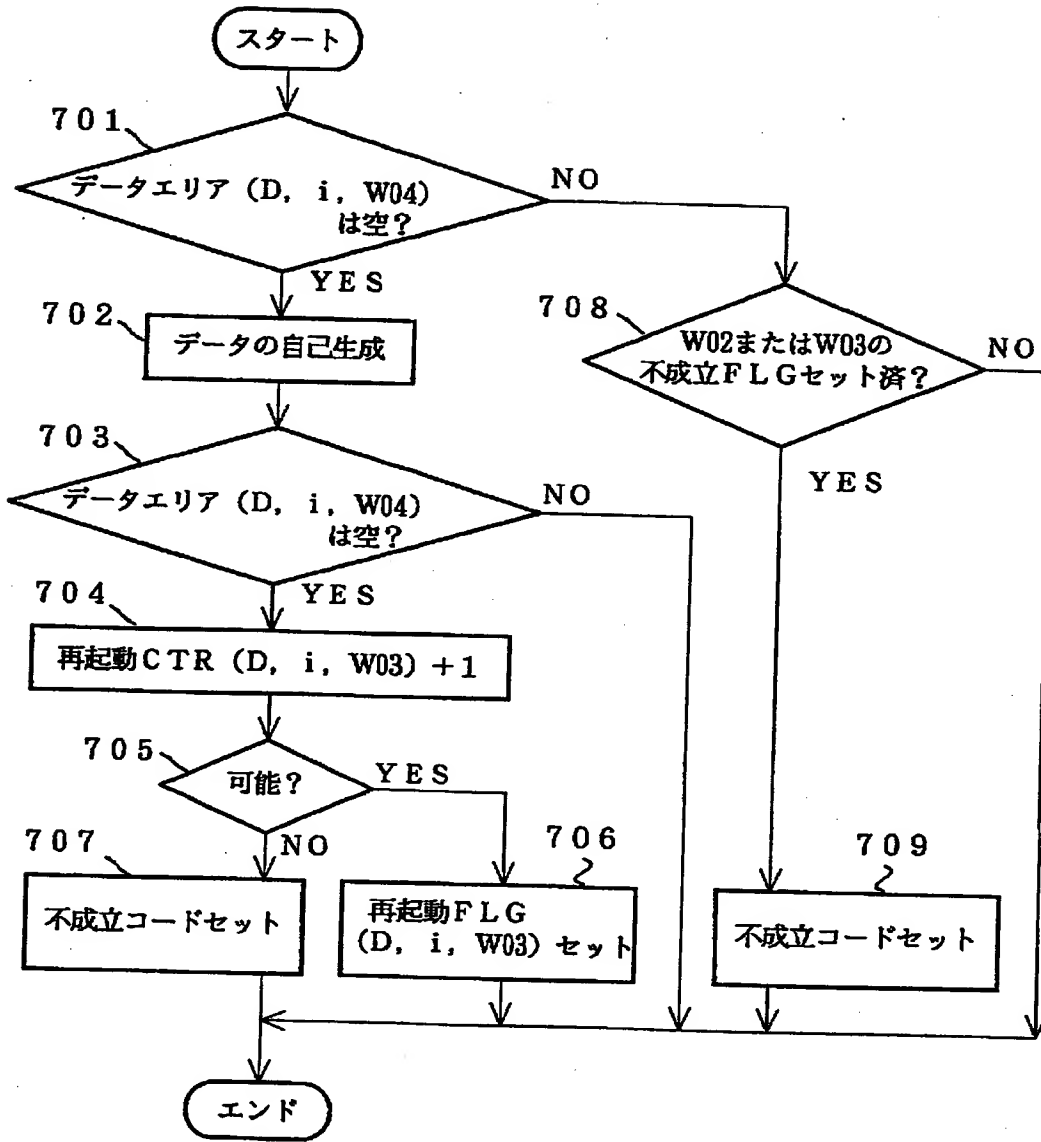 スタート
701
データエリア (D, i, W04)
は空?
NO
YES
702
データの自己生成
708
W02またはW03の
不成立FLGセット済?
NO
YES
703
データエリア (D, i, W04)
は空?
NO
YES
704
再起動CTR (D, i, W03) +1
705
可能?
YES
NO
707
不成立コードセット
706
再起動FLG
(D, i, W03) セット
709
不成立コードセット
エンド